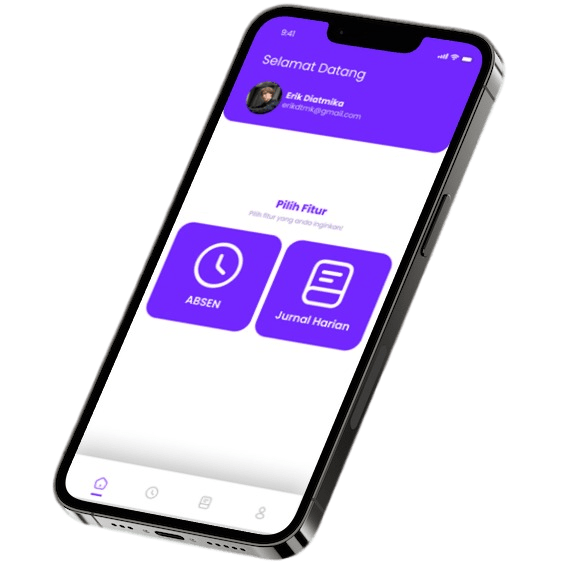 9:41
Selamat Datang
Erik Diatmika
erikdtmk@gmail.com
Pilih Fitur
Pilih fitur yang anda inginkan!
ABSEN
Jurnal Harian